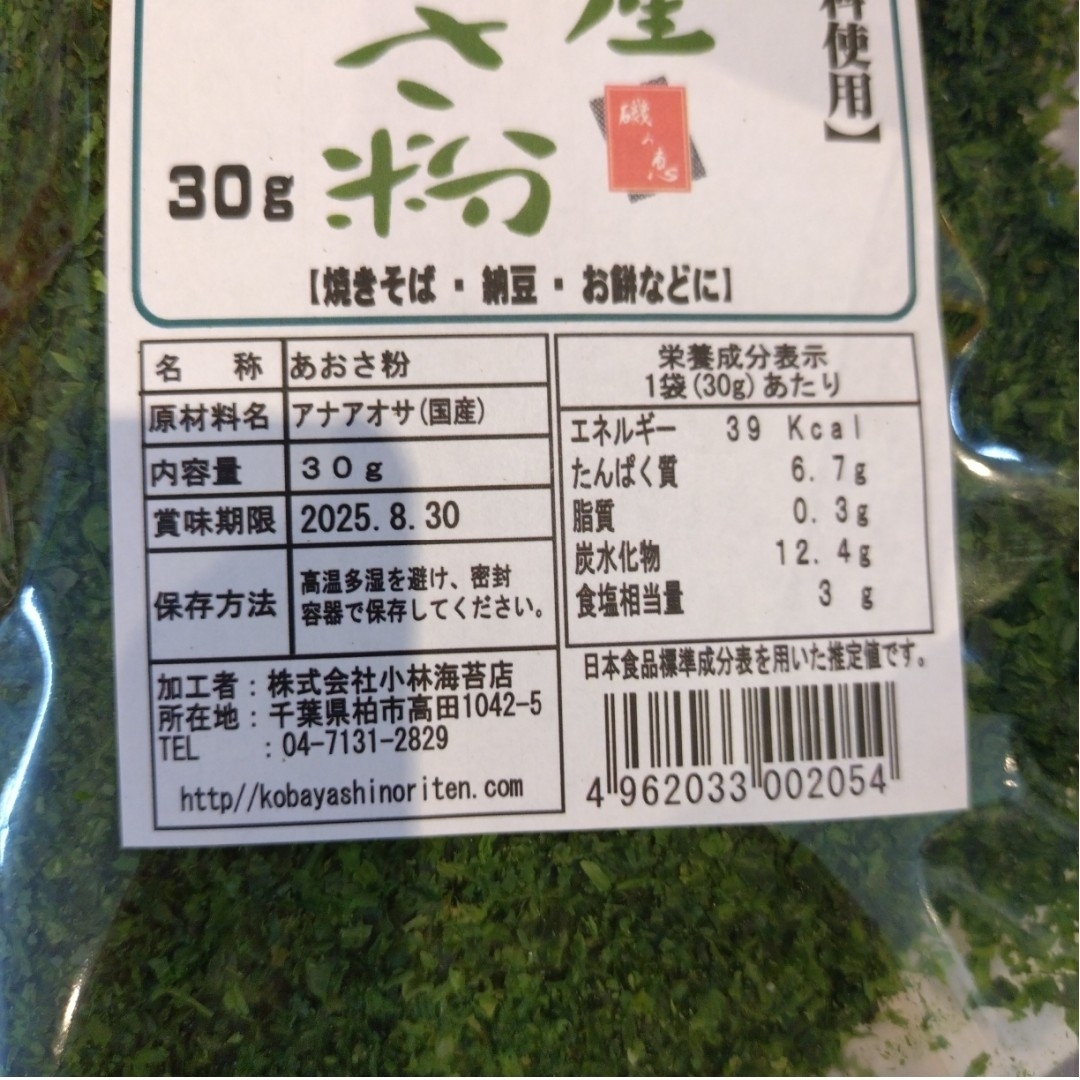 産
さ
粉
料使用】
磯の恵
30g
【焼きそば・納豆・お餅などに】
名 称 あおさ粉
原材料名 アナアオサ(国産)
内容量 30g
賞味期限 2025.8.30
保存方法 高温多湿を避け、密封
容器で保存してください。
加工者:株式会社小林海苔店
所在地:千葉県柏市高田1042-5
TEL :04-7131-2829
http//kobayashinoriten.com
栄養成分表示
1袋(30g)あたり
エネルギー 39 Kcal
たんぱく質 6.7g
脂質 0.3g
炭水化物 12.4g
食塩相当量 3 g
日本食品標準成分表を用いた推定値です。
4 962033 002054